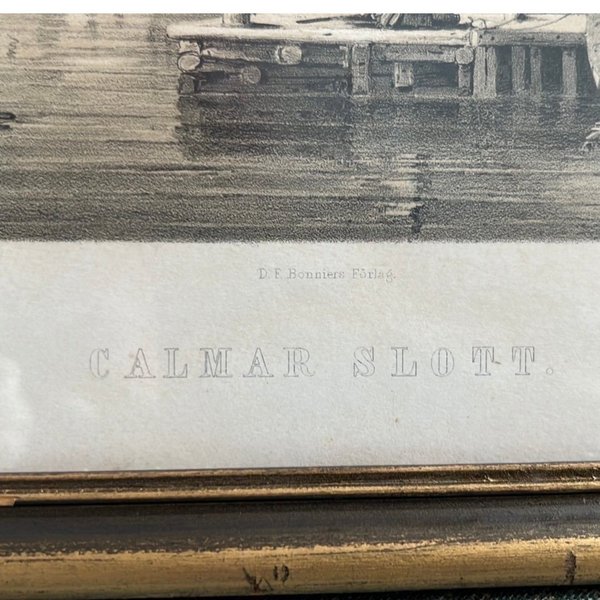 D. F. Bonniers Förlag.
CALMAR SLOTT.